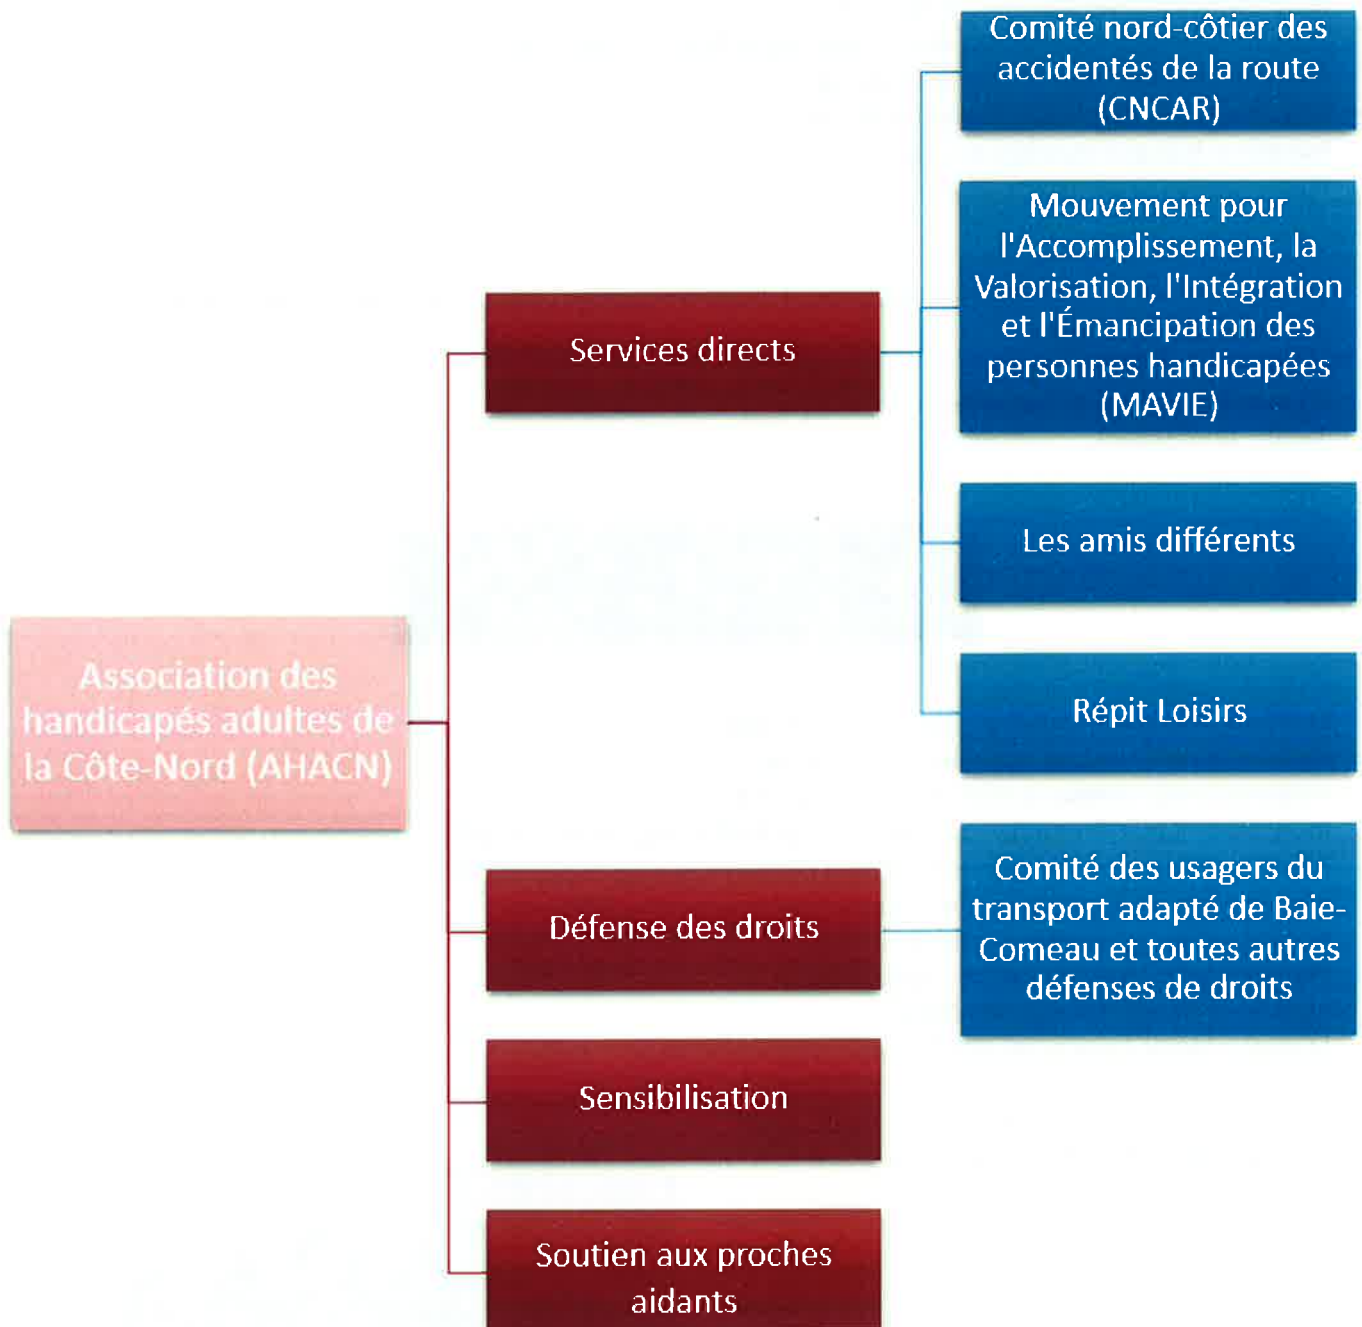 Comité nord-côtier des
accidentés de la route
(CNCAR)
Mouvement pour
l'Accomplissement, la
Valorisation, l'Intégration
et l'Émancipation des
personnes handicapées
(MAVIE)
Services directs
Les amis différents
Répit Loisirs
Association des
handicapés adultes de
la Côte-Nord (AHACN)
Défense des droits
Comité des usagers du
transport adapté de Baie-
Comeau et toutes autres
défenses de droits
Sensibilisation
Soutien aux proches
aidants